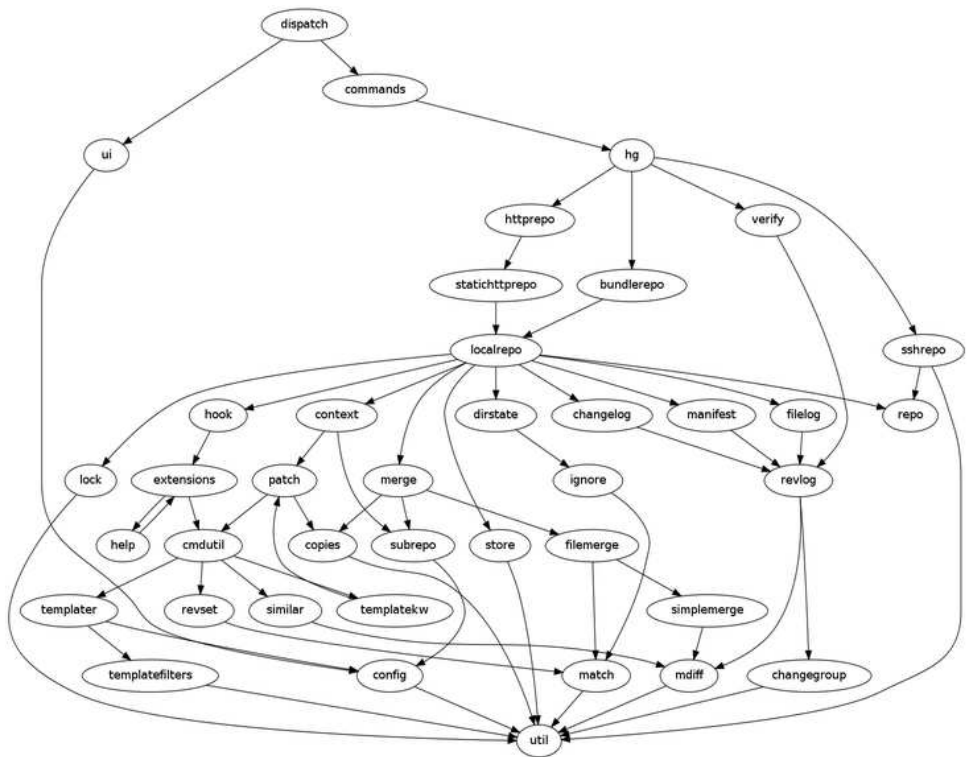 dispatch
commands
ui
hg
httprepo
verify
statichttprepo
bundlerepo
localrepo
sshrepo
hook
context
dirstate
changelog
manifest
filelog
repo
lock
extensions
patch
merge
ignore
revlog
help
cmdutil
copies
subrepo
store
filemerge
templater
revset
similar
templatekw
simplemerge
templatefilters
config
match
mdiff
changegroup
util